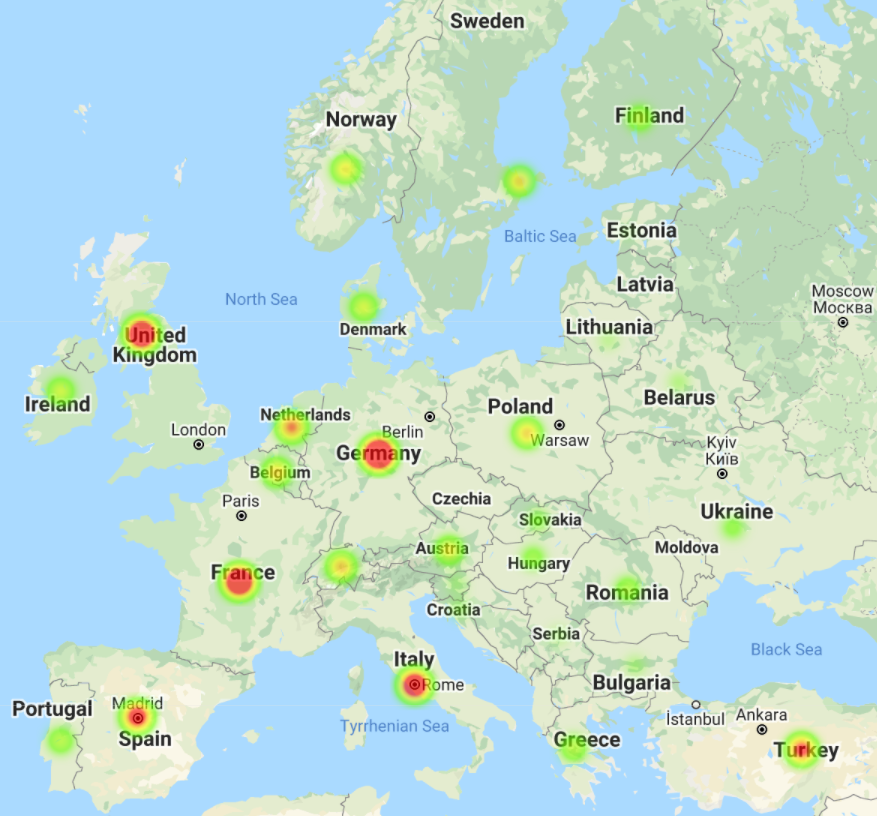 Sweden
Finland
Norway
Estonia
Baltic Sea
Latvia
North Sea
Moscow
Москва
Denmark
Lithuania
United
Kingdom
Ireland
Belarus
Netherlands
Poland
London
Berlin
Warsaw
Germany
Kyiv
Київ
Belgium
Paris
Czechia
Ukraine
Slovakia
Austria
Moldova
Hungary
France
Romania
Croatia
Serbia
Black Sea
Italy
Rome
Bulgaria
Madrid
Portugal
Spain
Tyrrhenian Sea
İstanbul
Ankara
Greece
Turkey